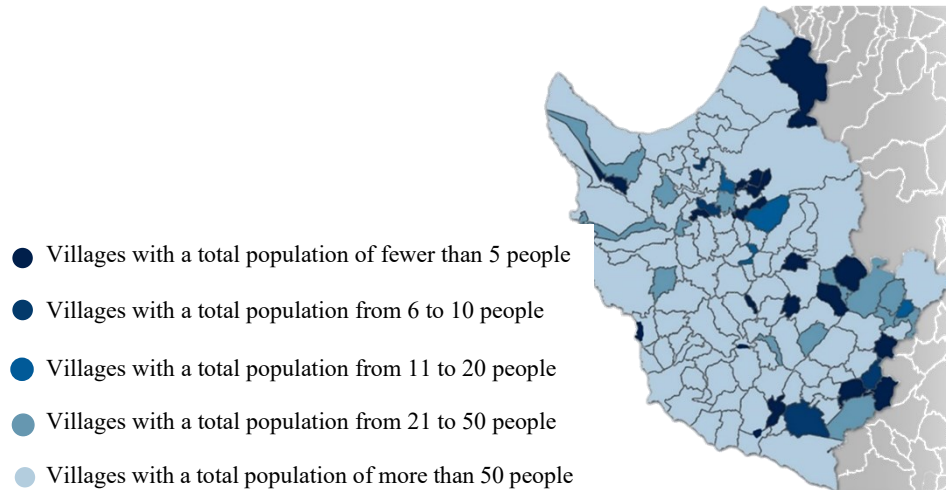 Villages with a total population of fewer than 5 people
Villages with a total population from 6 to 10 people
Villages with a total population from 11 to 20 people
Villages with a total population from 21 to 50 people
Villages with a total population of more than 50 people